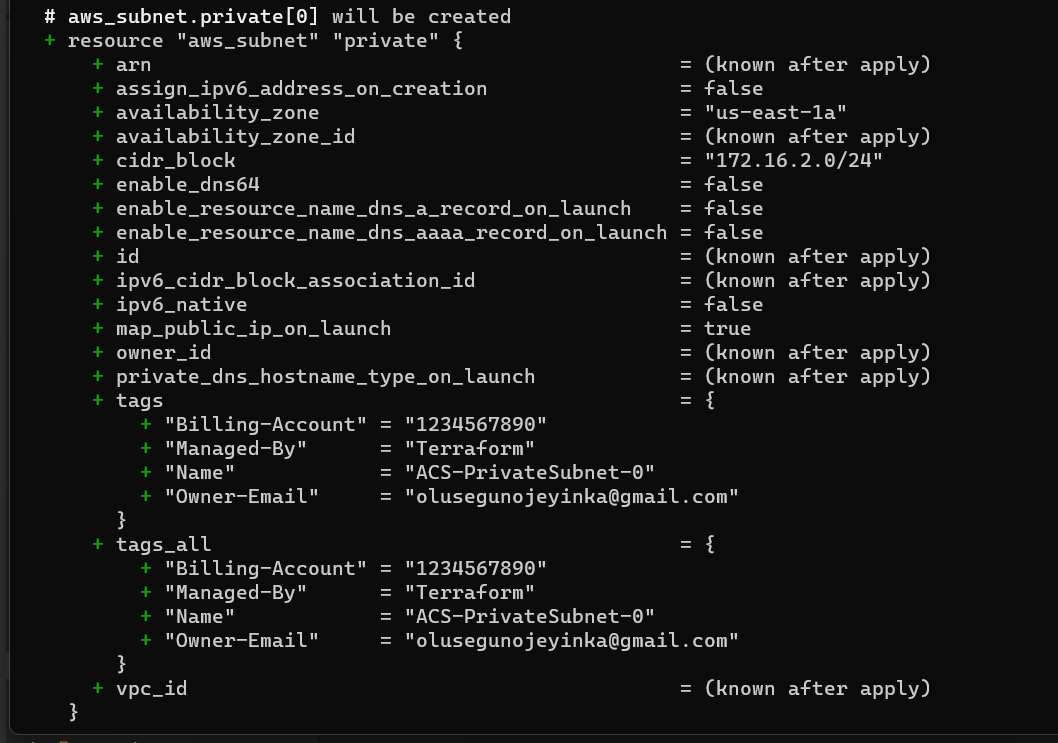 # aws_subnet.private[0] will be created
+ resource "aws_subnet" "private" {
+ arn = (known after apply)
+ assign_ipv6_address_on_creation = false
+ availability_zone = "us-east-1a"
+ availability_zone_id = (known after apply)
+ cidr_block = "172.16.2.0/24"
+ enable_dns64 = false
+ enable_resource_name_dns_a_record_on_launch = false
+ enable_resource_name_dns_aaaa_record_on_launch = false
+ id = (known after apply)
+ ipv6_cidr_block_association_id = (known after apply)
+ ipv6_native = false
+ map_public_ip_on_launch = true
+ owner_id = (known after apply)
+ private_dns_hostname_type_on_launch = (known after apply)
+ tags = {
+ "Billing-Account" = "1234567890"
+ "Managed-By" = "Terraform"
+ "Name" = "ACS-PrivateSubnet-0"
+ "Owner-Email" = "olusegunojeyinka@gmail.com"
}
+ tags_all = {
+ "Billing-Account" = "1234567890"
+ "Managed-By" = "Terraform"
+ "Name" = "ACS-PrivateSubnet-0"
+ "Owner-Email" = "olusegunojeyinka@gmail.com"
}
+ vpc_id = (known after apply)
}